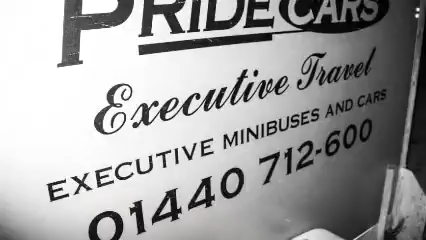 PRIDE CARS
Executive Travel
EXECUTIVE MINIBUSES AND CARS
01440 712-600